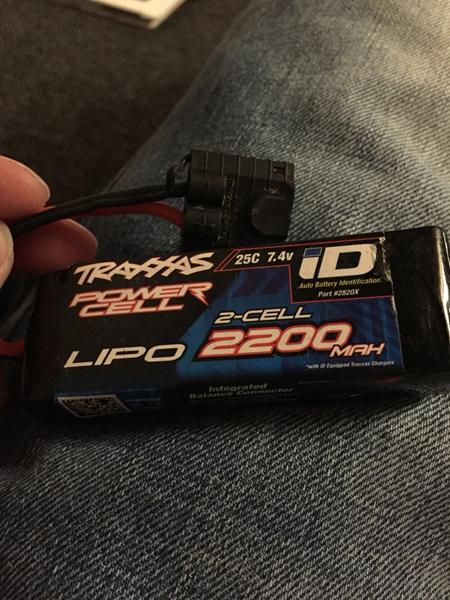 TRAXXAS
25C 7.4v
iD
Auto Battery Identification*
Part #2820X
POWER
CELL
2-CELL
LIPO 2200 MAH
*with iD Equipped Traxxas Chargers
Integrated
Balance Connector